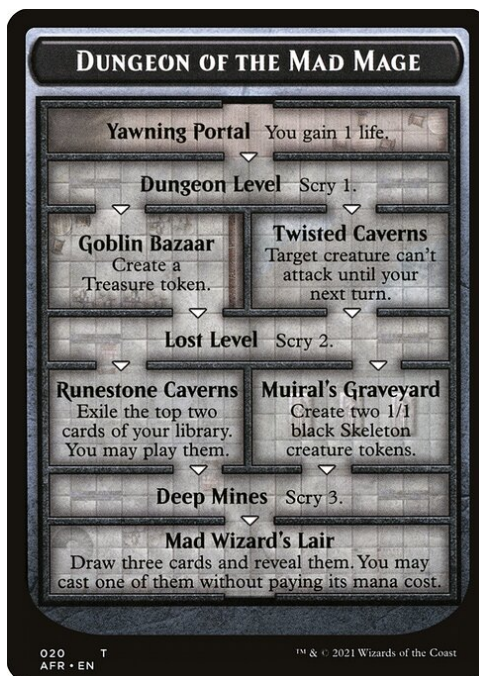 DUNGEON OF THE MAD MAGE
Yawning Portal You gain 1 life.
Dungeon Level Scry 1.
Goblin Bazaar
Create a
Treasure token.
Twisted Caverns
Target creature can't
attack until your
next turn.
Lost Level Scry 2.
Runestone Caverns
Exile the top two
cards of your library.
You may play them.
Muiral's Graveyard
Create two 1/1
black Skeleton
creature tokens.
Deep Mines Scry 3.
Mad Wizard's Lair
Draw three cards and reveal them. You may
cast one of them without paying its mana cost.
020 T
AFR • EN
™ & © 2021 Wizards of the Coast